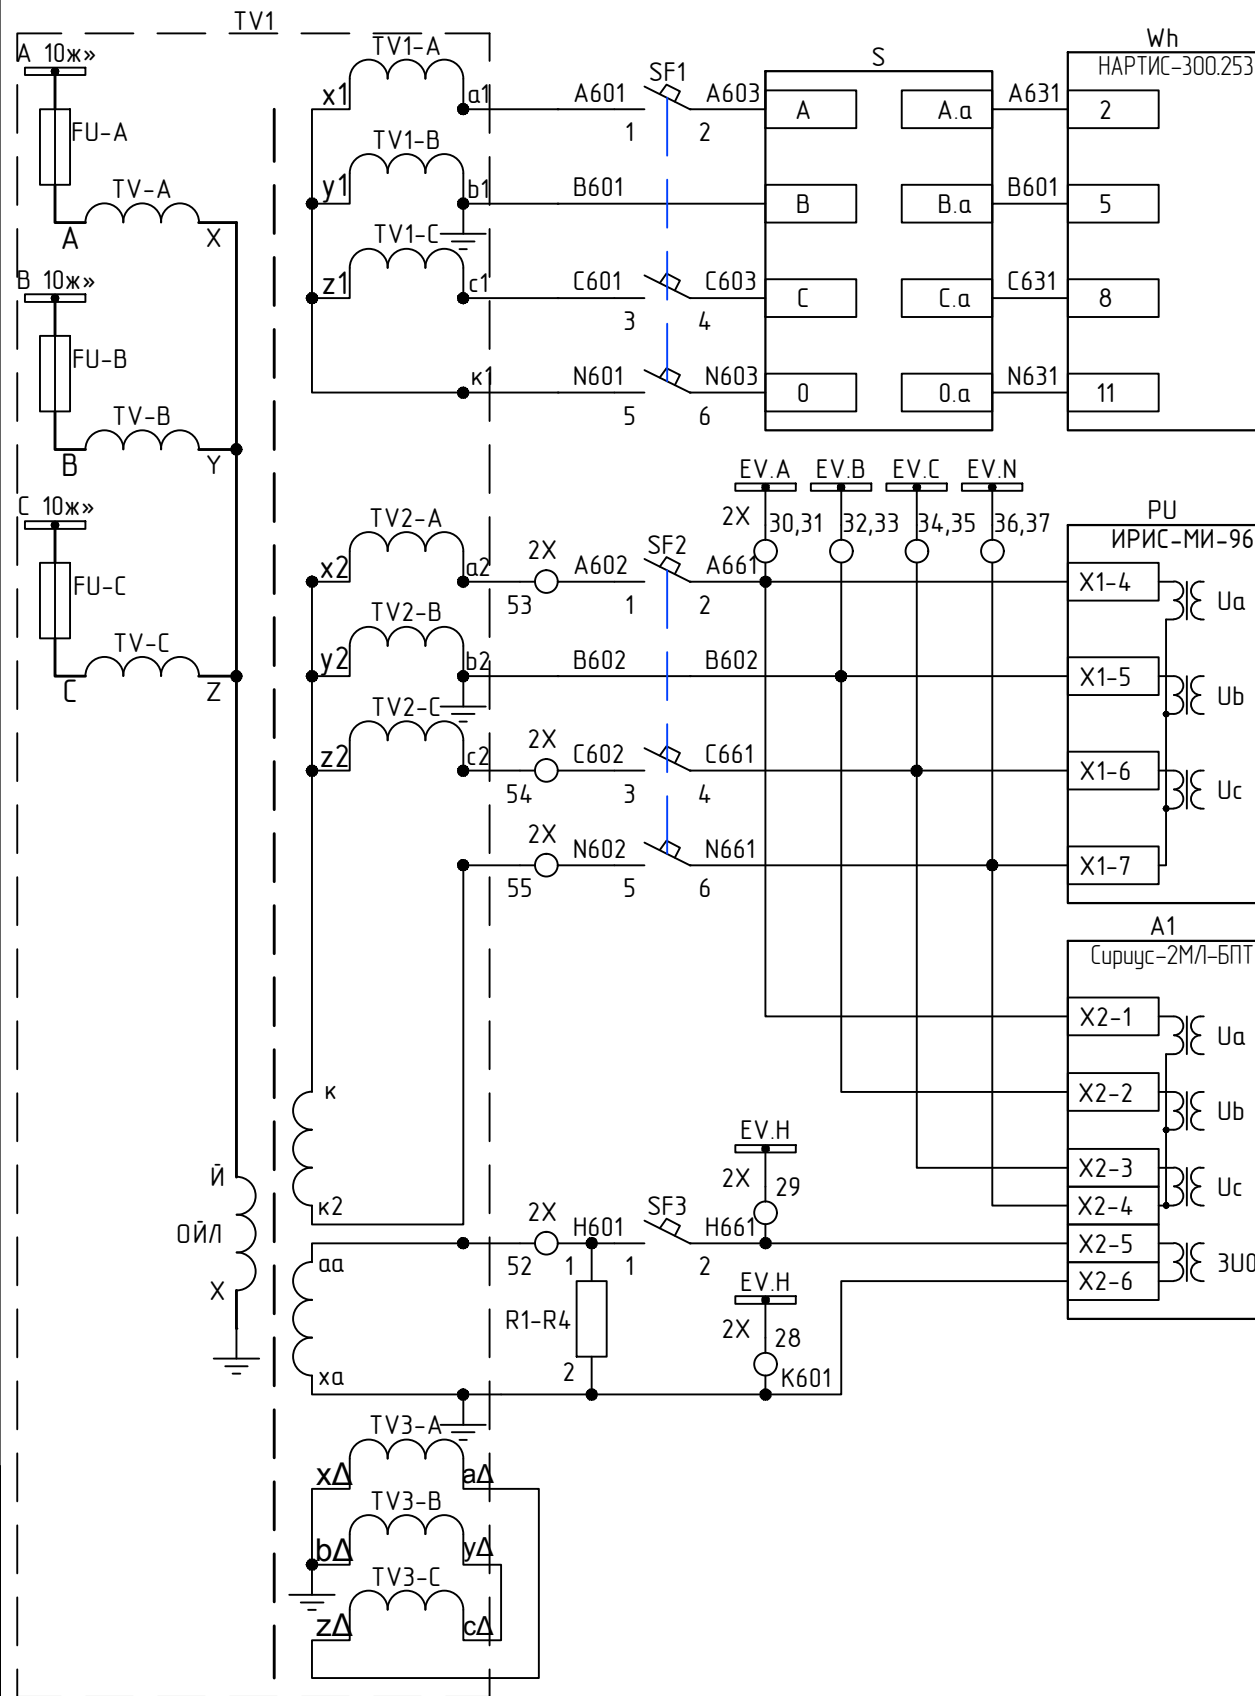 TV1
A 10ж»
FU-A
TV-A
A
X
B 10ж»
FU-B
TV-B
B
Y
C 10ж»
FU-C
TV-C
C
Z
Й
ОЙЛ
X
TV1-A
x1
a1
TV1-B
y1
b1
TV1-C
z1
c1
к1
A601
SF1
A603
1
2
B601
C601
C603
3
4
N601
N603
5
6
S
A
A.a
B
B.a
C
C.a
0
0.a
A631
B601
C631
N631
Wh
НАРТИС-300.253
2
5
8
11
TV2-A
x2
a2
TV2-B
y2
b2
TV2-C
z2
c2
2X
53
A602
SF2
A661
1
2
B602
B602
2X
54
C602
C661
3
4
2X
55
N602
N661
5
6
EV.A
EV.B
EV.C
EV.N
2X
30,31
32,33
34,35
36,37
PU
ИРИС-МИ-96
X1-4
Ua
X1-5
Ub
X1-6
Uc
X1-7
A1
Сириус-2МЛ-БПТ
X2-1
Ua
X2-2
Ub
X2-3
Uc
X2-4
X2-5
3U0
X2-6
к
к2
aa
xa
2X
52
H601
SF3
H661
1
1
2
R1-R4
2
EV.H
2X
29
EV.H
2X
28
K601
TV3-A
xΔ
aΔ
TV3-B
bΔ
yΔ
TV3-C
zΔ
cΔ